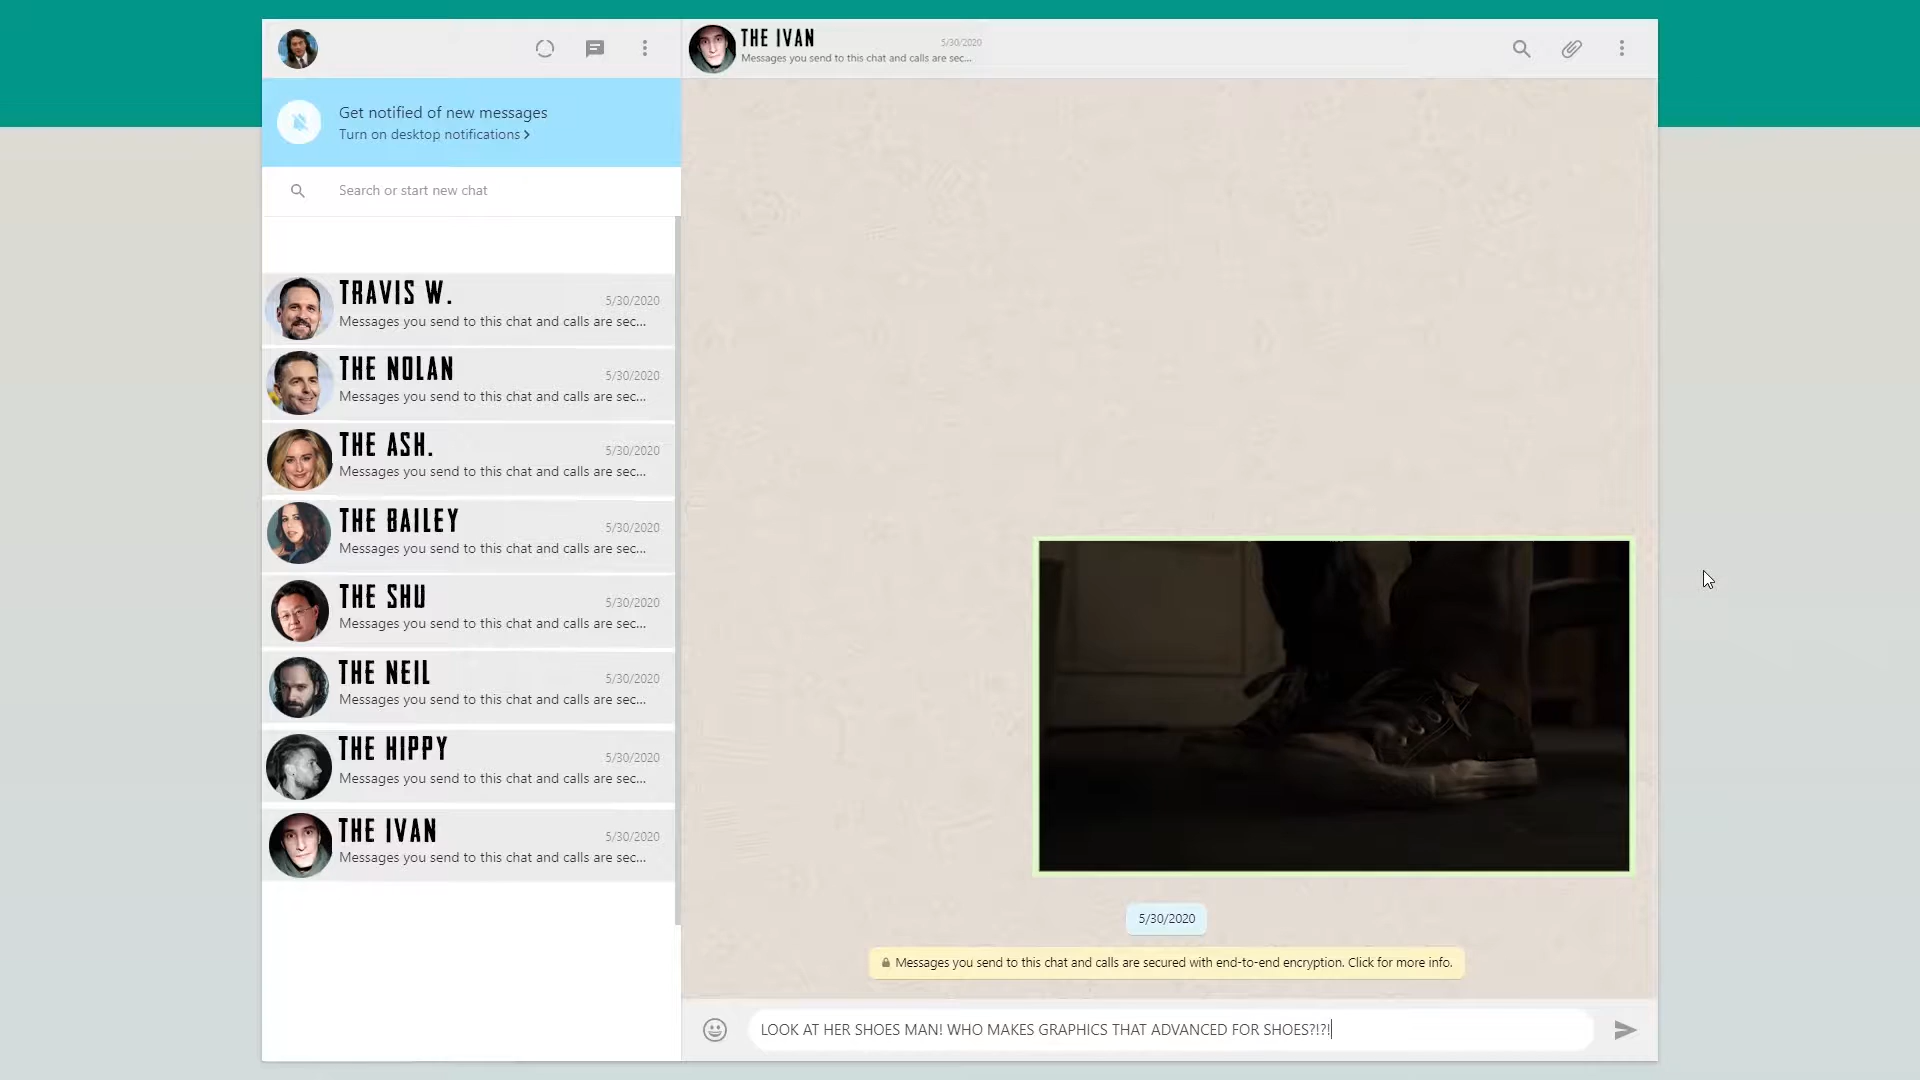 Get notified of new messages
Turn on desktop notifications >
Search or start new chat
TRAVIS W.
5/30/2020
Messages you send to this chat and calls are sec...
THE NOLAN
5/30/2020
Messages you send to this chat and calls are sec...
THE ASH.
5/30/2020
Messages you send to this chat and calls are sec...
THE BAILEY
5/30/2020
Messages you send to this chat and calls are sec...
THE SHU
5/30/2020
Messages you send to this chat and calls are sec...
THE NEIL
5/30/2020
Messages you send to this chat and calls are sec...
THE HIPPY
5/30/2020
Messages you send to this chat and calls are sec...
THE IVAN
5/30/2020
Messages you send to this chat and calls are sec...
THE IVAN
5/30/2020
Messages you send to this chat and calls are sec...
5/30/2020
Messages you send to this chat and calls are secured with end-to-end encryption. Click for more info.
LOOK AT HER SHOES MAN! WHO MAKES GRAPHICS THAT ADVANCED FOR SHOES?!?!